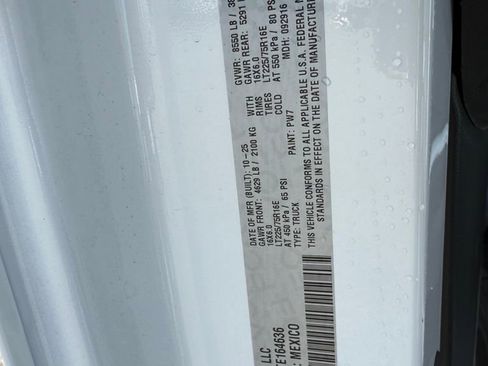 LLC
E164636
: MEXICO
DATE OF MFR (BUILT): 10-25 GVWR: 8550 LB /
GAWR FRONT: 4629 LB / 2100 KG WITH GAWR REAR: 5291
16X6.0 RIMS 16X6.0
LT225/75R16E TIRES LT225/75R16E
AT 450 kPa / 65 PSI COLD AT 550 kPa / 80 PS
TYPE: TRUCK MDH: 092916
PAINT: PW7
THIS VEHICLE CONFORMS TO ALL APPLICABLE U.S.A. FEDERAL
STANDARDS IN EFFECT ON THE DATE OF MANUFACTURE